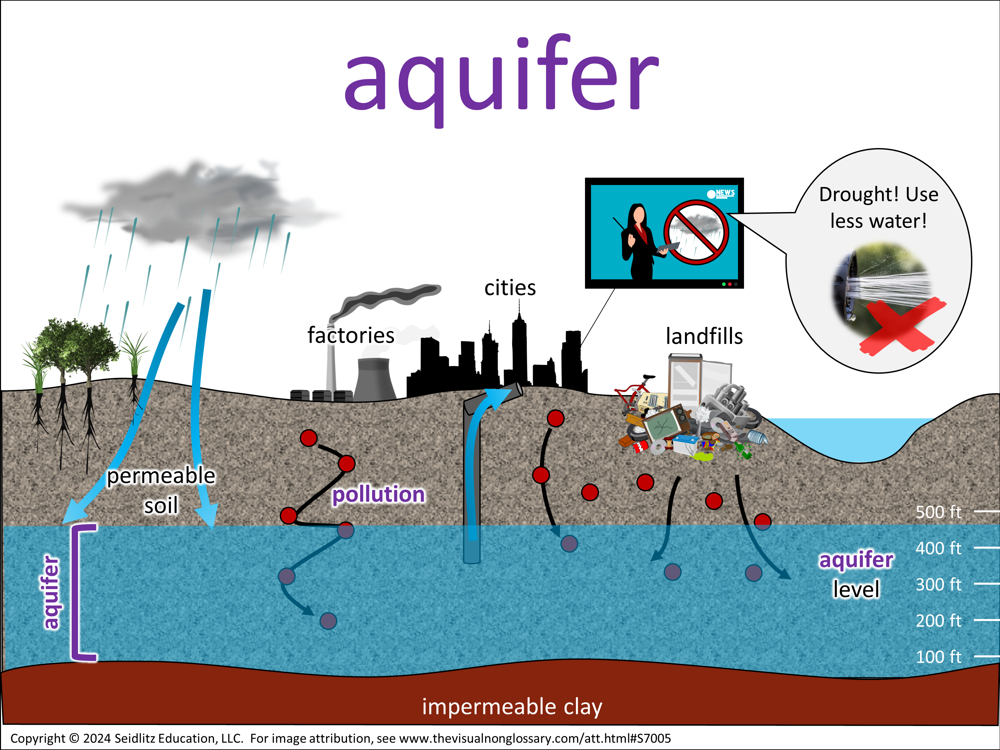 aquifer
NEWS
Drought! Use
less water!
cities
factories
landfills
permeable
soil
pollution
500 ft
400 ft
aquifer
level
300 ft
aquifer
200 ft
100 ft
impermeable clay
Copyright © 2024 Seidlitz Education, LLC.  For image attribution, see www.thevisualnonglossary.com/att.html#S7005